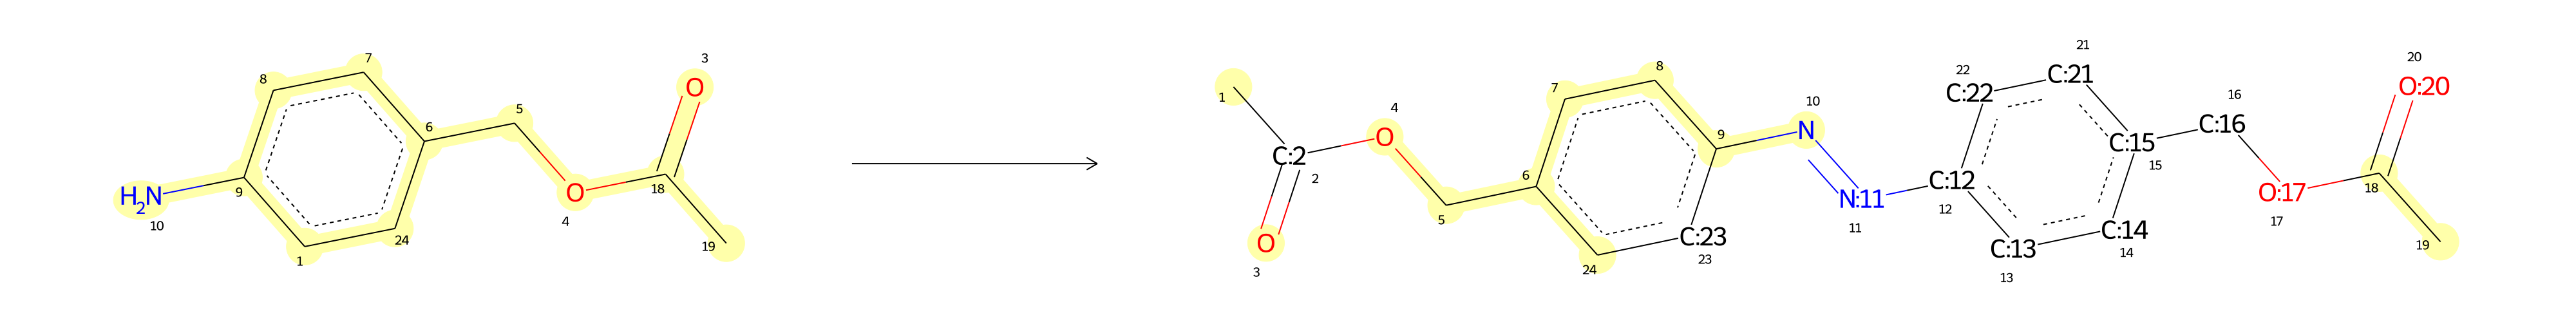 7 3
8 O
5
6
H2N 9 O 18
10 4
24 19
1
8 21 20
7 22 C:21 O:20
1 4 10 C:22 16
O 9 N C:16
C:2 6 C:15
2 C:12 15 18
5 N:11 12 O:17
11 17
O C:23 C:13 C:14 19
3 24 23 13 14